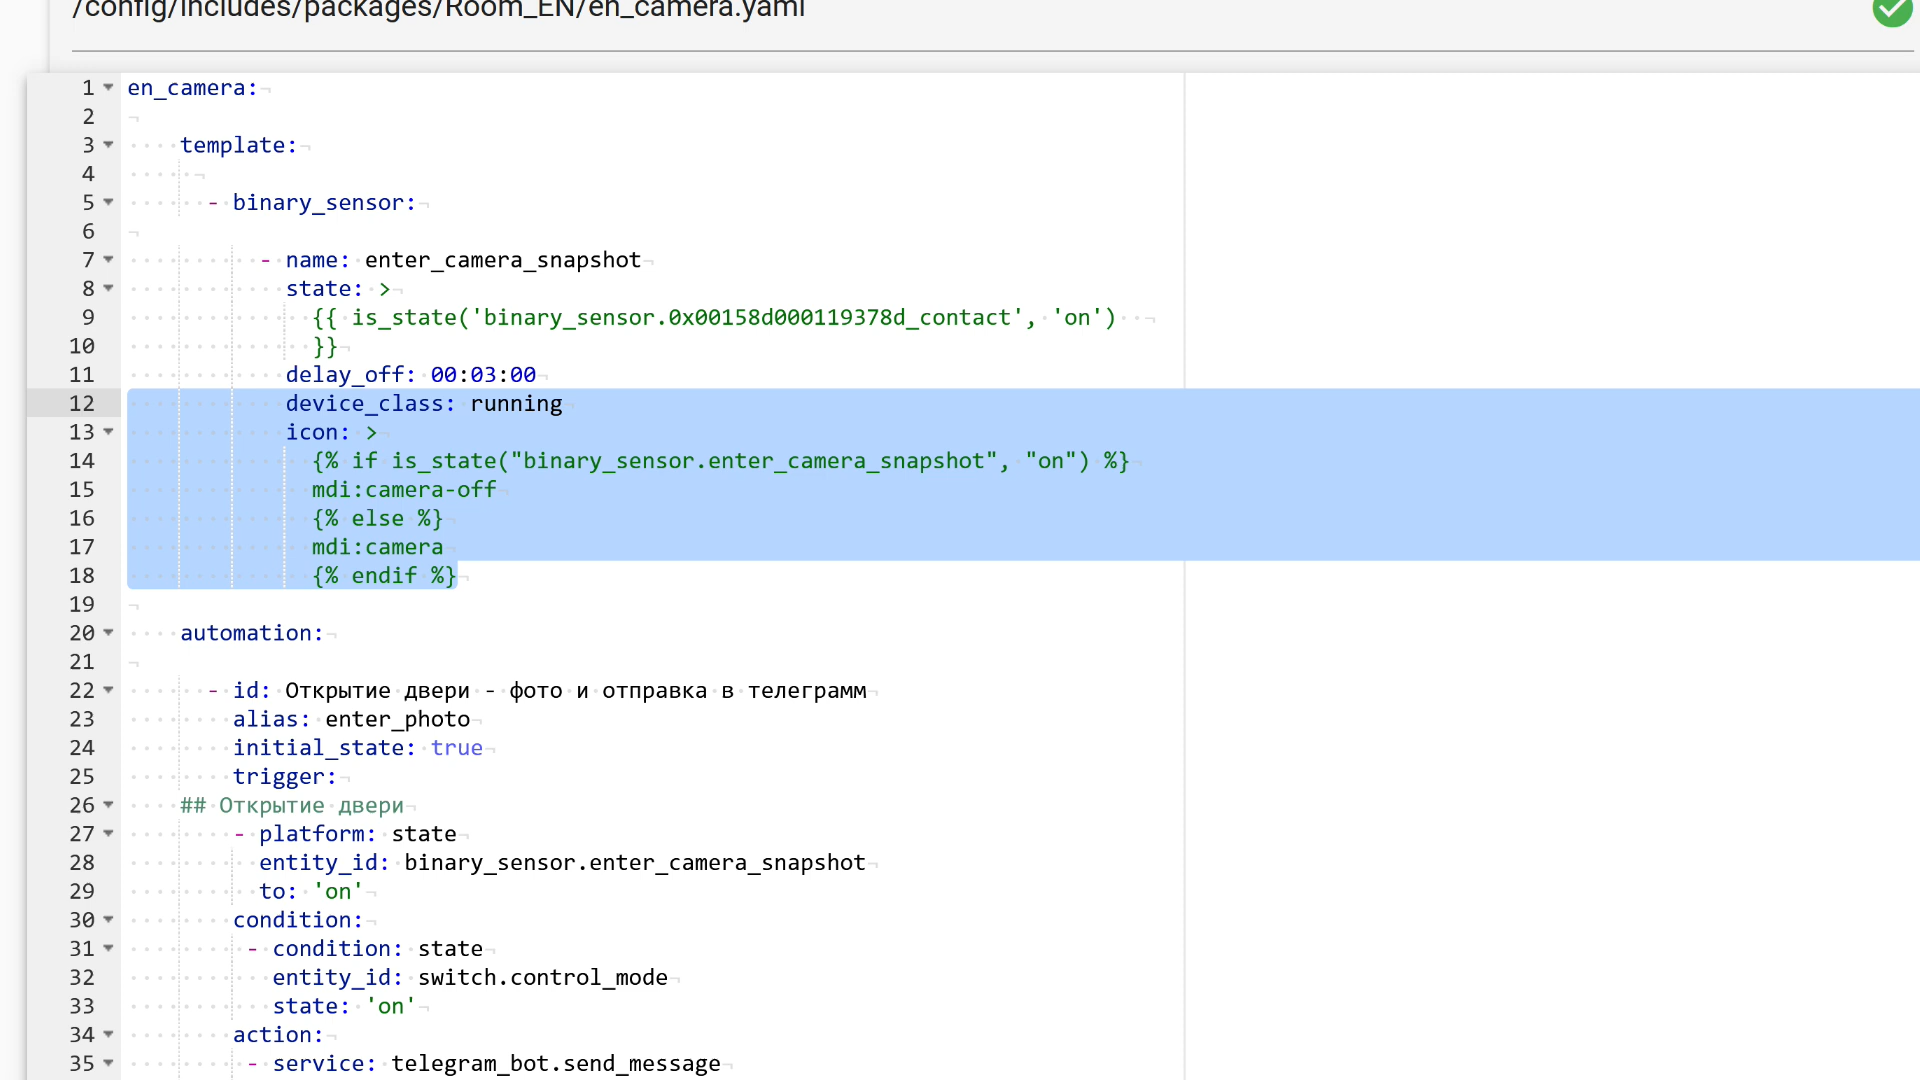 /config/includes/packages/Room_EN/en_camera.yaml
1 en_camera:
2
3 template:
4
5 - binary_sensor:
6
7 - name: enter_camera_snapshot
8 state: >
9 {{ is_state('binary_sensor.0x00158d000119378d_contact', 'on')
10 }}
11 delay_off: 00:03:00
12 device_class: running
13 icon: >
14 {% if is_state("binary_sensor.enter_camera_snapshot", "on") %}
15 mdi:camera-off
16 {% else %}
17 mdi:camera
18 {% endif %}
19
20 automation:
21
22 - id: Открытие двери - фото и отправка в телеграмм
23 alias: enter_photo
24 initial_state: true
25 trigger:
26 ## Открытие двери
27 - platform: state
28 entity_id: binary_sensor.enter_camera_snapshot
29 to: 'on'
30 condition:
31 - condition: state
32 entity_id: switch.control_mode
33 state: 'on'
34 action:
35 - service: telegram_bot.send_message